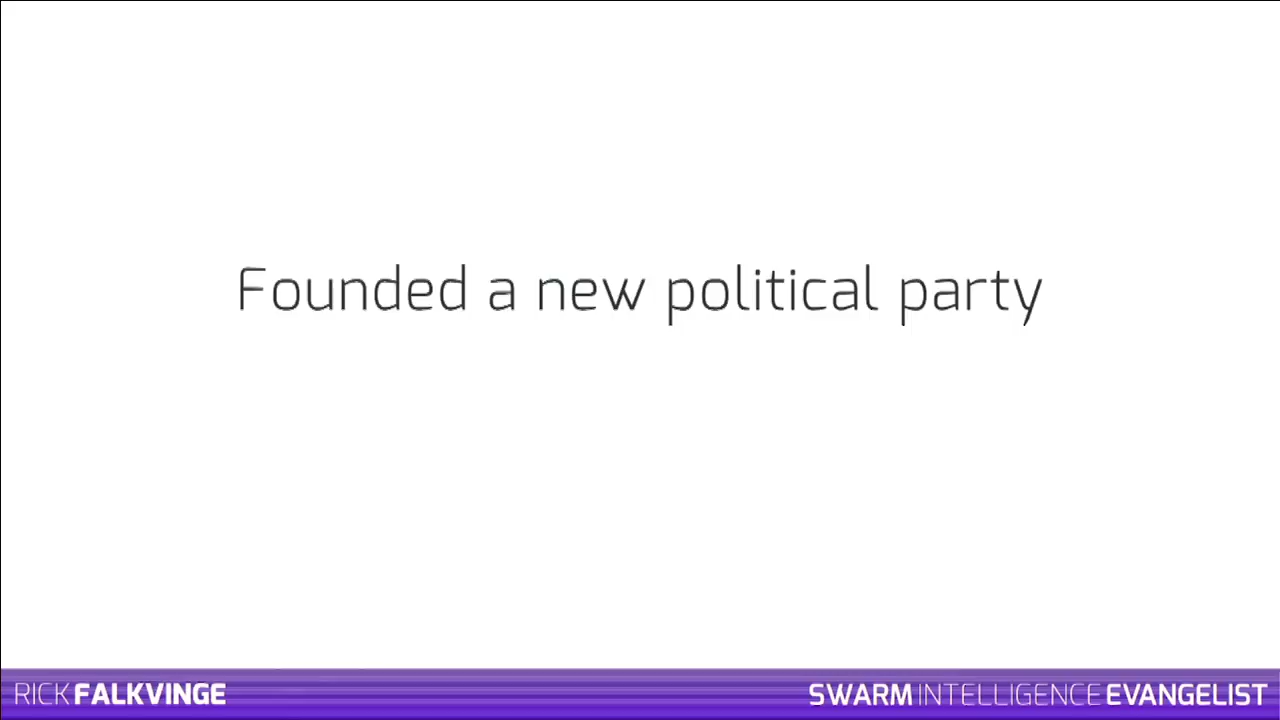 Founded a new political party
RICK FALKVINGE
SWARM INTELLIGENCE EVANGELIST